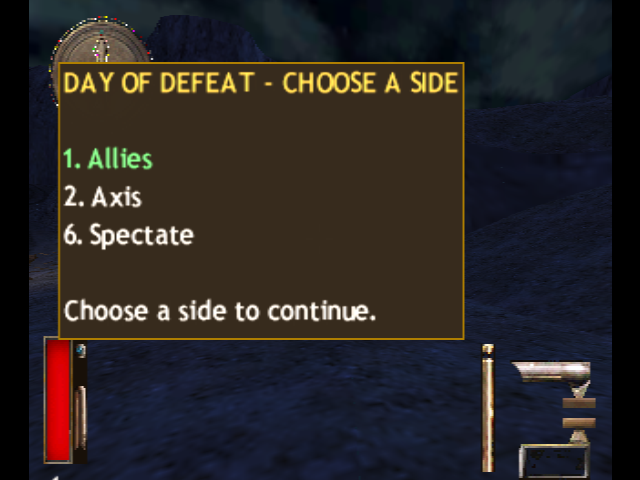 DAY OF DEFEAT - CHOOSE A SIDE
1. Allies
2. Axis
6. Spectate
Choose a side to continue.